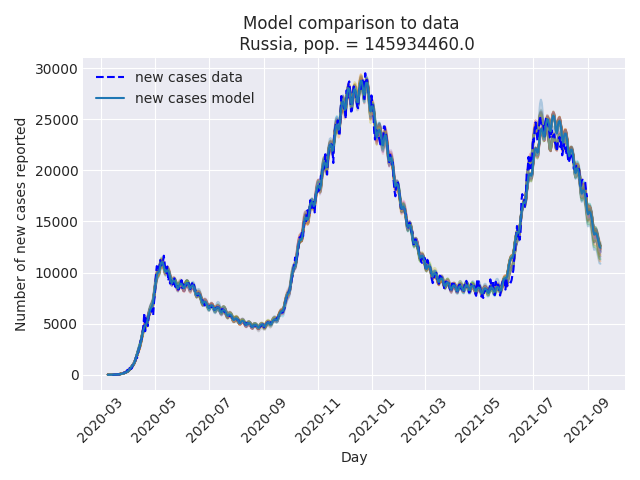 Model comparison to data
Russia, pop. = 145934460.0
new cases data
new cases model
Number of new cases reported
30000
25000
20000
15000
10000
5000
0
2020-03
2020-05
2020-07
2020-09
2020-11
2021-01
2021-03
2021-05
2021-07
2021-09
Day